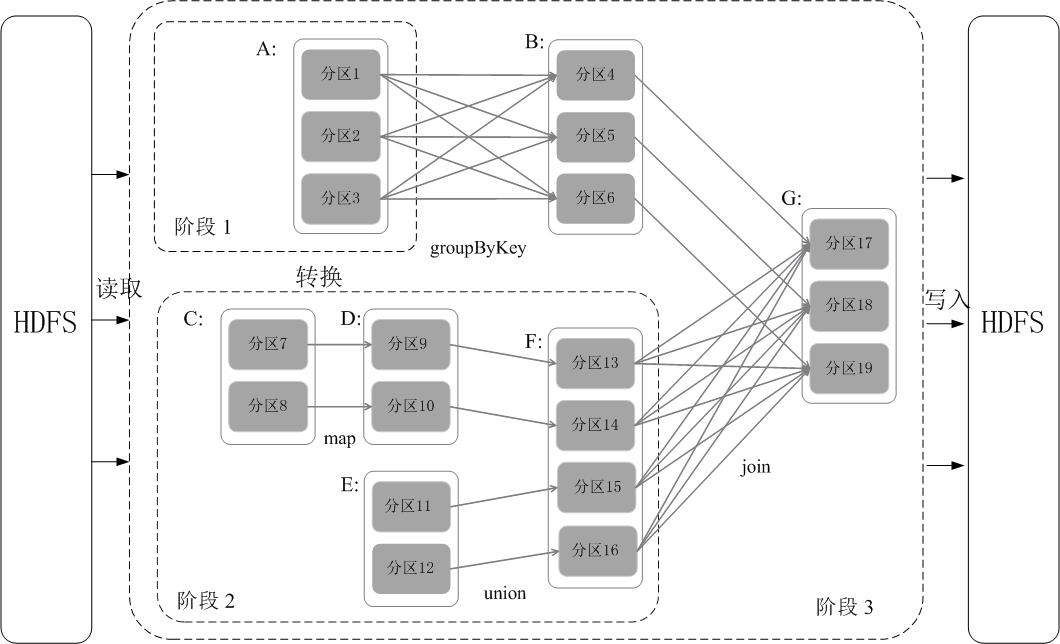 HDFS
读取
A:
分区1
分区2
分区3
阶段1
groupByKey
B:
分区4
分区5
分区6
转换
C:
分区7
分区8
map
D:
分区9
分区10
E:
分区11
分区12
union
F:
分区13
分区14
分区15
分区16
阶段2
join
G:
分区17
分区18
分区19
阶段3
写入
HDFS